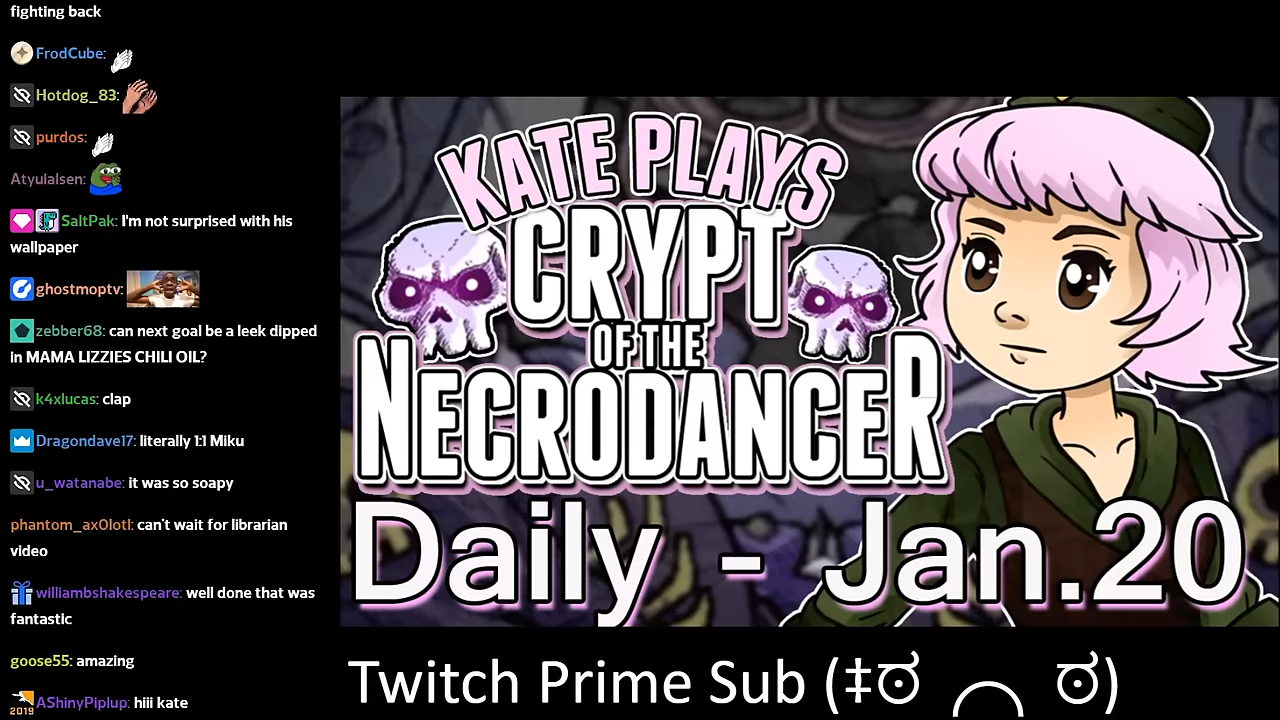 fighting back
FrodCube:
Hotdog_83:
purdos:
Atyuialsen:
SaltPak: I'm not surprised with his
wallpaper
ghostmoptv:
zebber68: can next goal be a leek dipped
in MAMA LIZZIES CHILI OIL?
k4xlucas: clap
Dragondave17: literally 1:1 Miku
u_watanabe: it was so soapy
phantom_ax0lotl: can't wait for librarian
video
williambshakespeare: well done that was
fantastic
goose55: amazing
2019 AShinyPiplup: hiii kate
KATE PLAYS
CRYPT
OF THE
NECRODANCER
Daily - Jan.20
Twitch Prime Sub (‡ಠ ╭╮ ಠ)